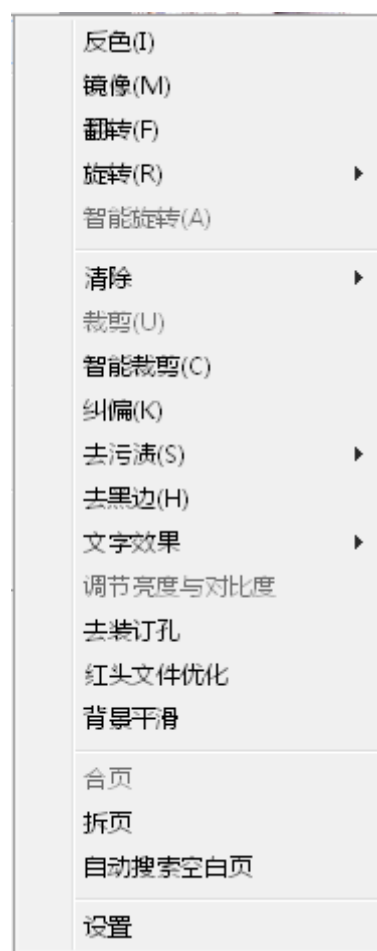 反色(I)
镜像(M)
翻转(F)
旋转(R)
智能旋转(A)
清除
裁剪(U)
智能裁剪(C)
纠偏(K)
去污渍(S)
去黑边(H)
文字效果
调节亮度与对比度
去装订孔
红头文件优化
背景平滑
合页
拆页
自动搜索空白页
设置